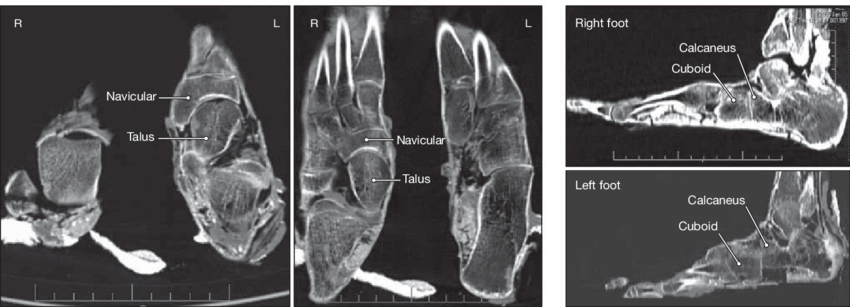 R
L
Navicular
Talus
R
L
Navicular
Talus
Right foot
Calcaneus
Cuboid
Left foot
Calcaneus
Cuboid